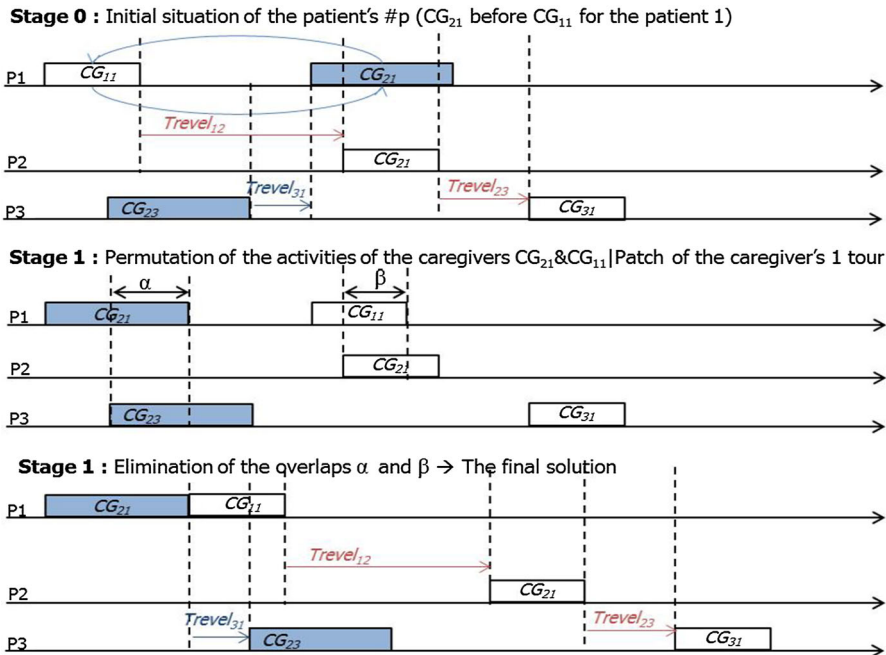 Stage 0 : Initial situation of the patient's #p (CG21 before CG11 for the patient 1)
P1 CG11 CG21
Trevel12
P2 CG21
Trevel31 Trevel23
P3 CG23 CG31
Stage 1 : Permutation of the activities of the caregivers CG21&CG11|Patch of the caregiver's 1 tour
α β
P1 CG21 CG11
P2 CG21
P3 CG23 CG31
Stage 1 : Elimination of the overlaps α and β → The final solution
P1 CG21 CG11
Trevel12
P2 CG21
Trevel31 Trevel23
P3 CG23 CG31